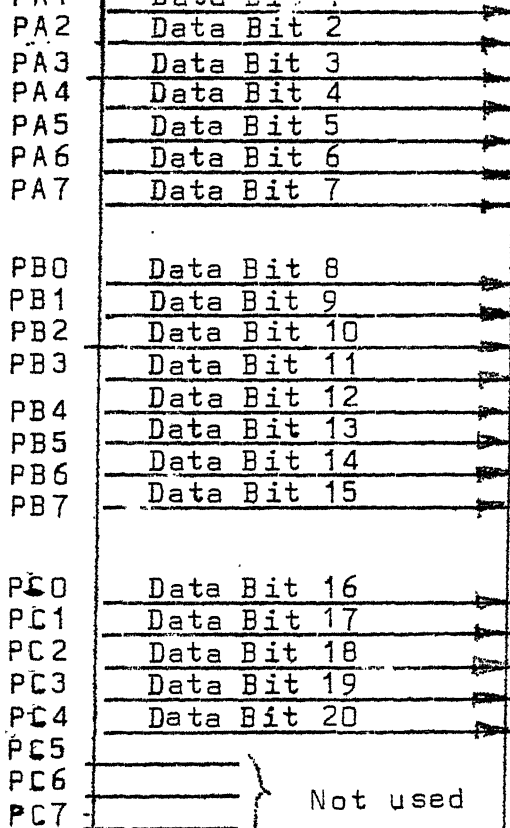 PA1 Data Bit 1
PA2 Data Bit 2
PA3 Data Bit 3
PA4 Data Bit 4
PA5 Data Bit 5
PA6 Data Bit 6
PA7 Data Bit 7
PB0 Data Bit 8
PB1 Data Bit 9
PB2 Data Bit 10
PB3 Data Bit 11
PB4 Data Bit 12
PB5 Data Bit 13
PB6 Data Bit 14
PB7 Data Bit 15
PC0 Data Bit 16
PC1 Data Bit 17
PC2 Data Bit 18
PC3 Data Bit 19
PC4 Data Bit 20
PC5
PC6 Not used
PC7